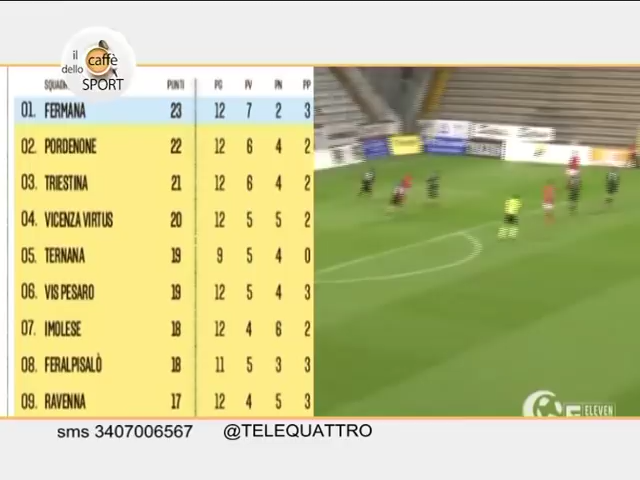 il
caffè
dello
SPORT
PUNTI PG PV PN PP
01. FERMANA 23 12 7 2 3
02. PORDENONE 22 12 6 4 2
03. TRIESTINA 21 12 6 4 2
04. VICENZA VIRTUS 20 12 5 5 2
05. TERNANA 19 9 5 4 0
06. VIS PESARO 19 12 5 4 3
07. IMOLESE 18 12 4 6 2
08. FERALPISALÒ 18 11 5 3 3
09. RAVENNA 17 12 4 5 3
ELEVEN
sms 3407006567 @TELEQUATTRO